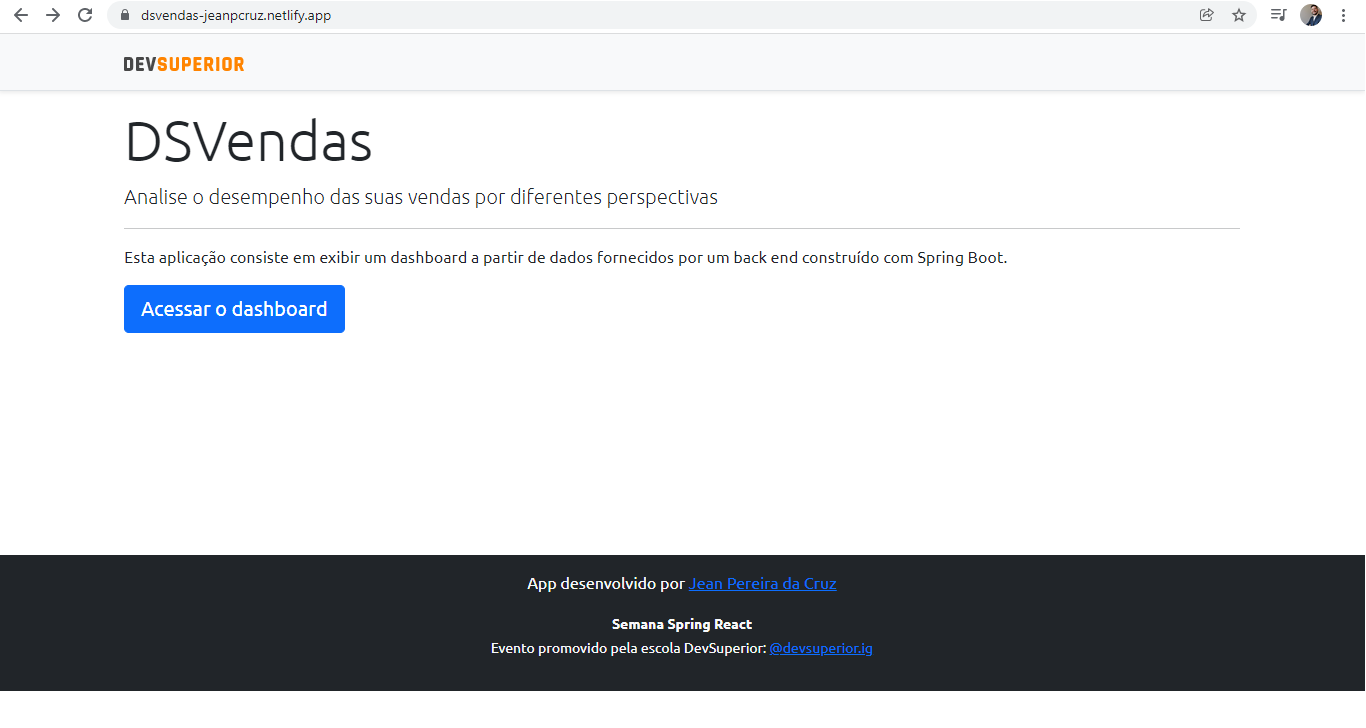 dsvendas-jeanpcruz.netlify.app
DEVSUPERIOR
DSVendas
Analise o desempenho das suas vendas por diferentes perspectivas
Esta aplicação consiste em exibir um dashboard a partir de dados fornecidos por um back end construído com Spring Boot.
Acessar o dashboard
App desenvolvido por Jean Pereira da Cruz
Semana Spring React
Evento promovido pela escola DevSuperior: @devsuperior.ig